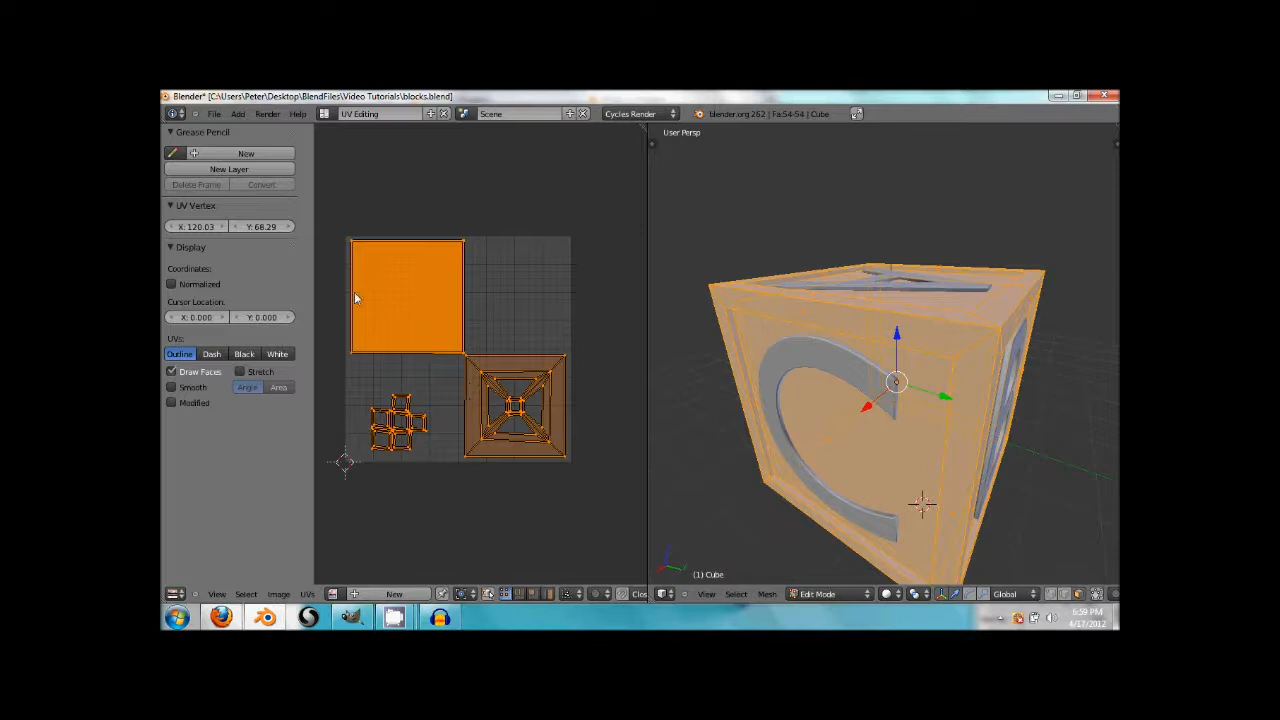 Blender* [C:\Users\Peter\Desktop\BlendFiles\Video Tutorials\blocks.blend]
File Add Render Help UV Editing Scene Cycles Render blender.org 262 | Fa:54-54 | Cube
Grease Pencil
New
New Layer
Delete Frame Convert
UV Vertex
X: 120.03 Y: 68.29
Display
Coordinates:
Normalized
Cursor Location:
X: 0.000 Y: 0.000
UVs:
Outline Dash Black White
Draw Faces Stretch
Smooth Angle Area
Modified
User Persp
(1) Cube
View Select Image UVs New Clos
View Select Mesh Edit Mode Global
6:59 PM
4/17/2012